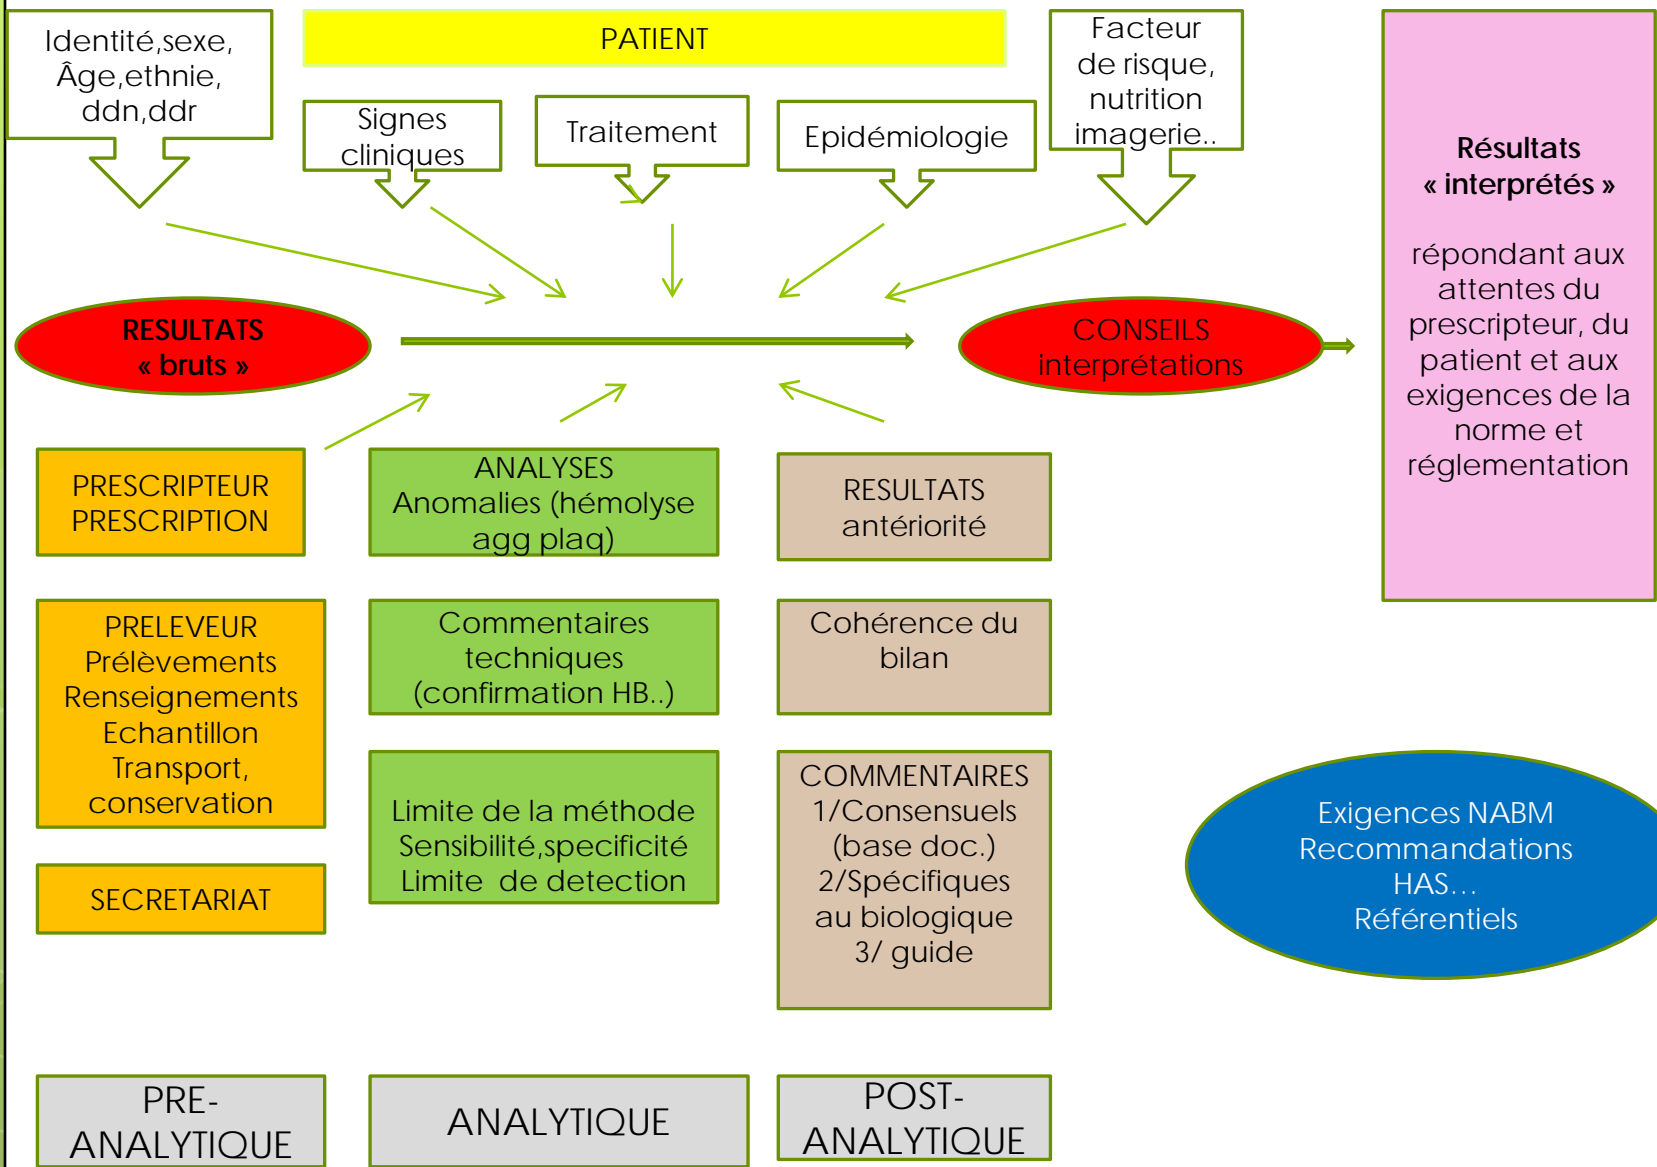 Identité,sexe,
Âge,ethnie,
ddn,ddr
PATIENT
Signes
cliniques
Traitement
Epidémiologie
Facteur
de risque,
nutrition
imagerie..
Résultats
« interprétés »
répondant aux
attentes du
prescripteur, du
patient et aux
exigences de la
norme et
réglementation
RESULTATS
« bruts »
CONSEILS
interprétations
PRESCRIPTEUR
PRESCRIPTION
ANALYSES
Anomalies (hémolyse
agg plaq)
RESULTATS
antériorité
PRELEVEUR
Prélèvements
Renseignements
Echantillon
Transport,
conservation
Commentaires
techniques
(confirmation HB..)
Cohérence du
bilan
SECRETARIAT
Limite de la méthode
Sensibilité,specificité
Limite de detection
COMMENTAIRES
1/Consensuels
(base doc.)
2/Spécifiques
au biologique
3/ guide
Exigences NABM
Recommandations
HAS…
Référentiels
PRE-
ANALYTIQUE
ANALYTIQUE
POST-
ANALYTIQUE